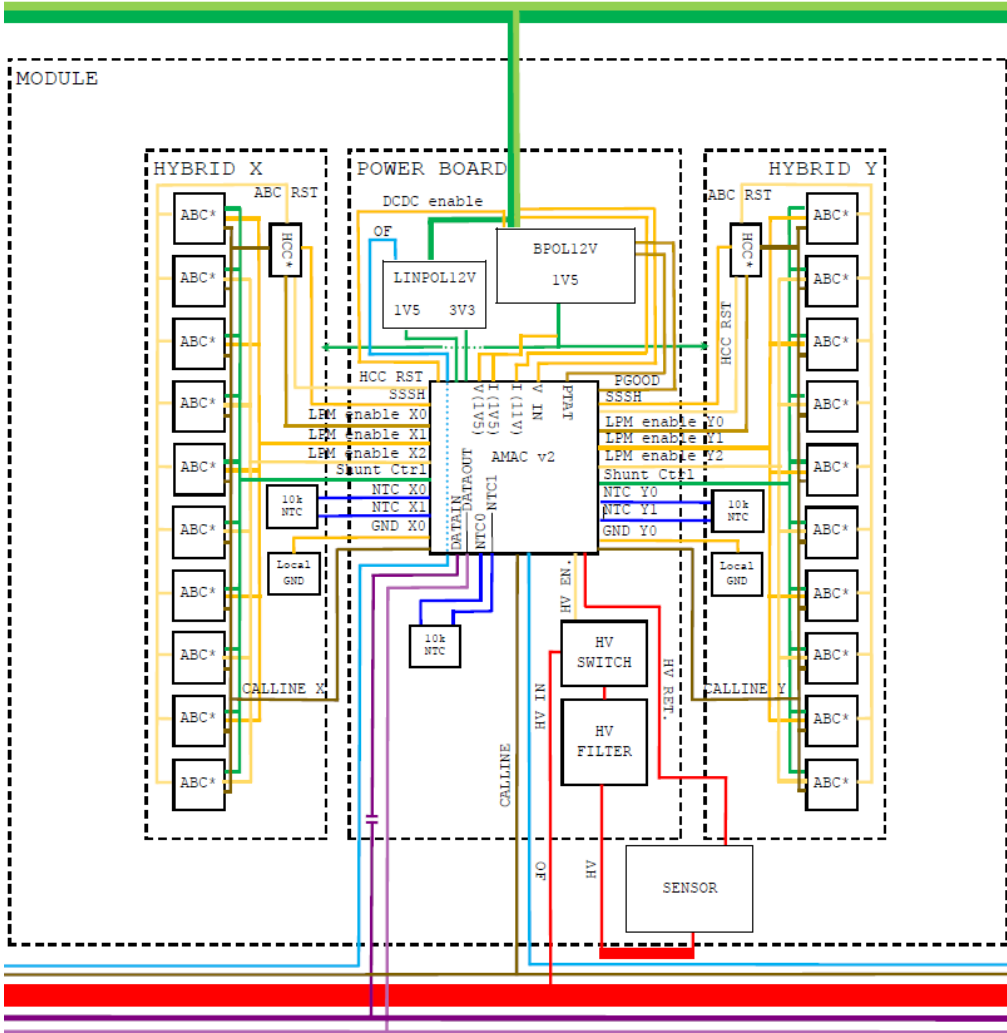 MODULE
HYBRID X
POWER BOARD
HYBRID Y
ABC RST
DCDC enable
ABC RST
OF
ABC*
HCC*
LINPOL12V
1V5 3V3
BPOL12V
1V5
HCC*
ABC*
ABC*
ABC*
ABC*
ABC*
HCC RST
HCC RST
SSSH
V(1V5)
I(1V5)
I(11V)
V IN
PTAT
PGOOD
SSSH
ABC*
ABC*
LPM enable X0
LPM enable Y0
LPM enable X1
LPM enable Y1
LPM enable X2
AMAC v2
LPM enable Y2
ABC*
ABC*
Shunt Ctrl
Shunt Ctrl
NTC X0
NTC Y0
10k
NTC
NTC X1
DATAIN
DATAOUT
NTC0
NTC1
NTC Y1
10k
NTC
ABC*
ABC*
GND X0
GND Y0
Local
GND
HV EN.
Local
GND
ABC*
ABC*
10k
NTC
HV
SWITCH
ABC*
ABC*
CALLINE X
HV IN
HV RET.
CALLINE Y
ABC*
HV
FILTER
ABC*
CALLINE
ABC*
ABC*
OF
HV
SENSOR